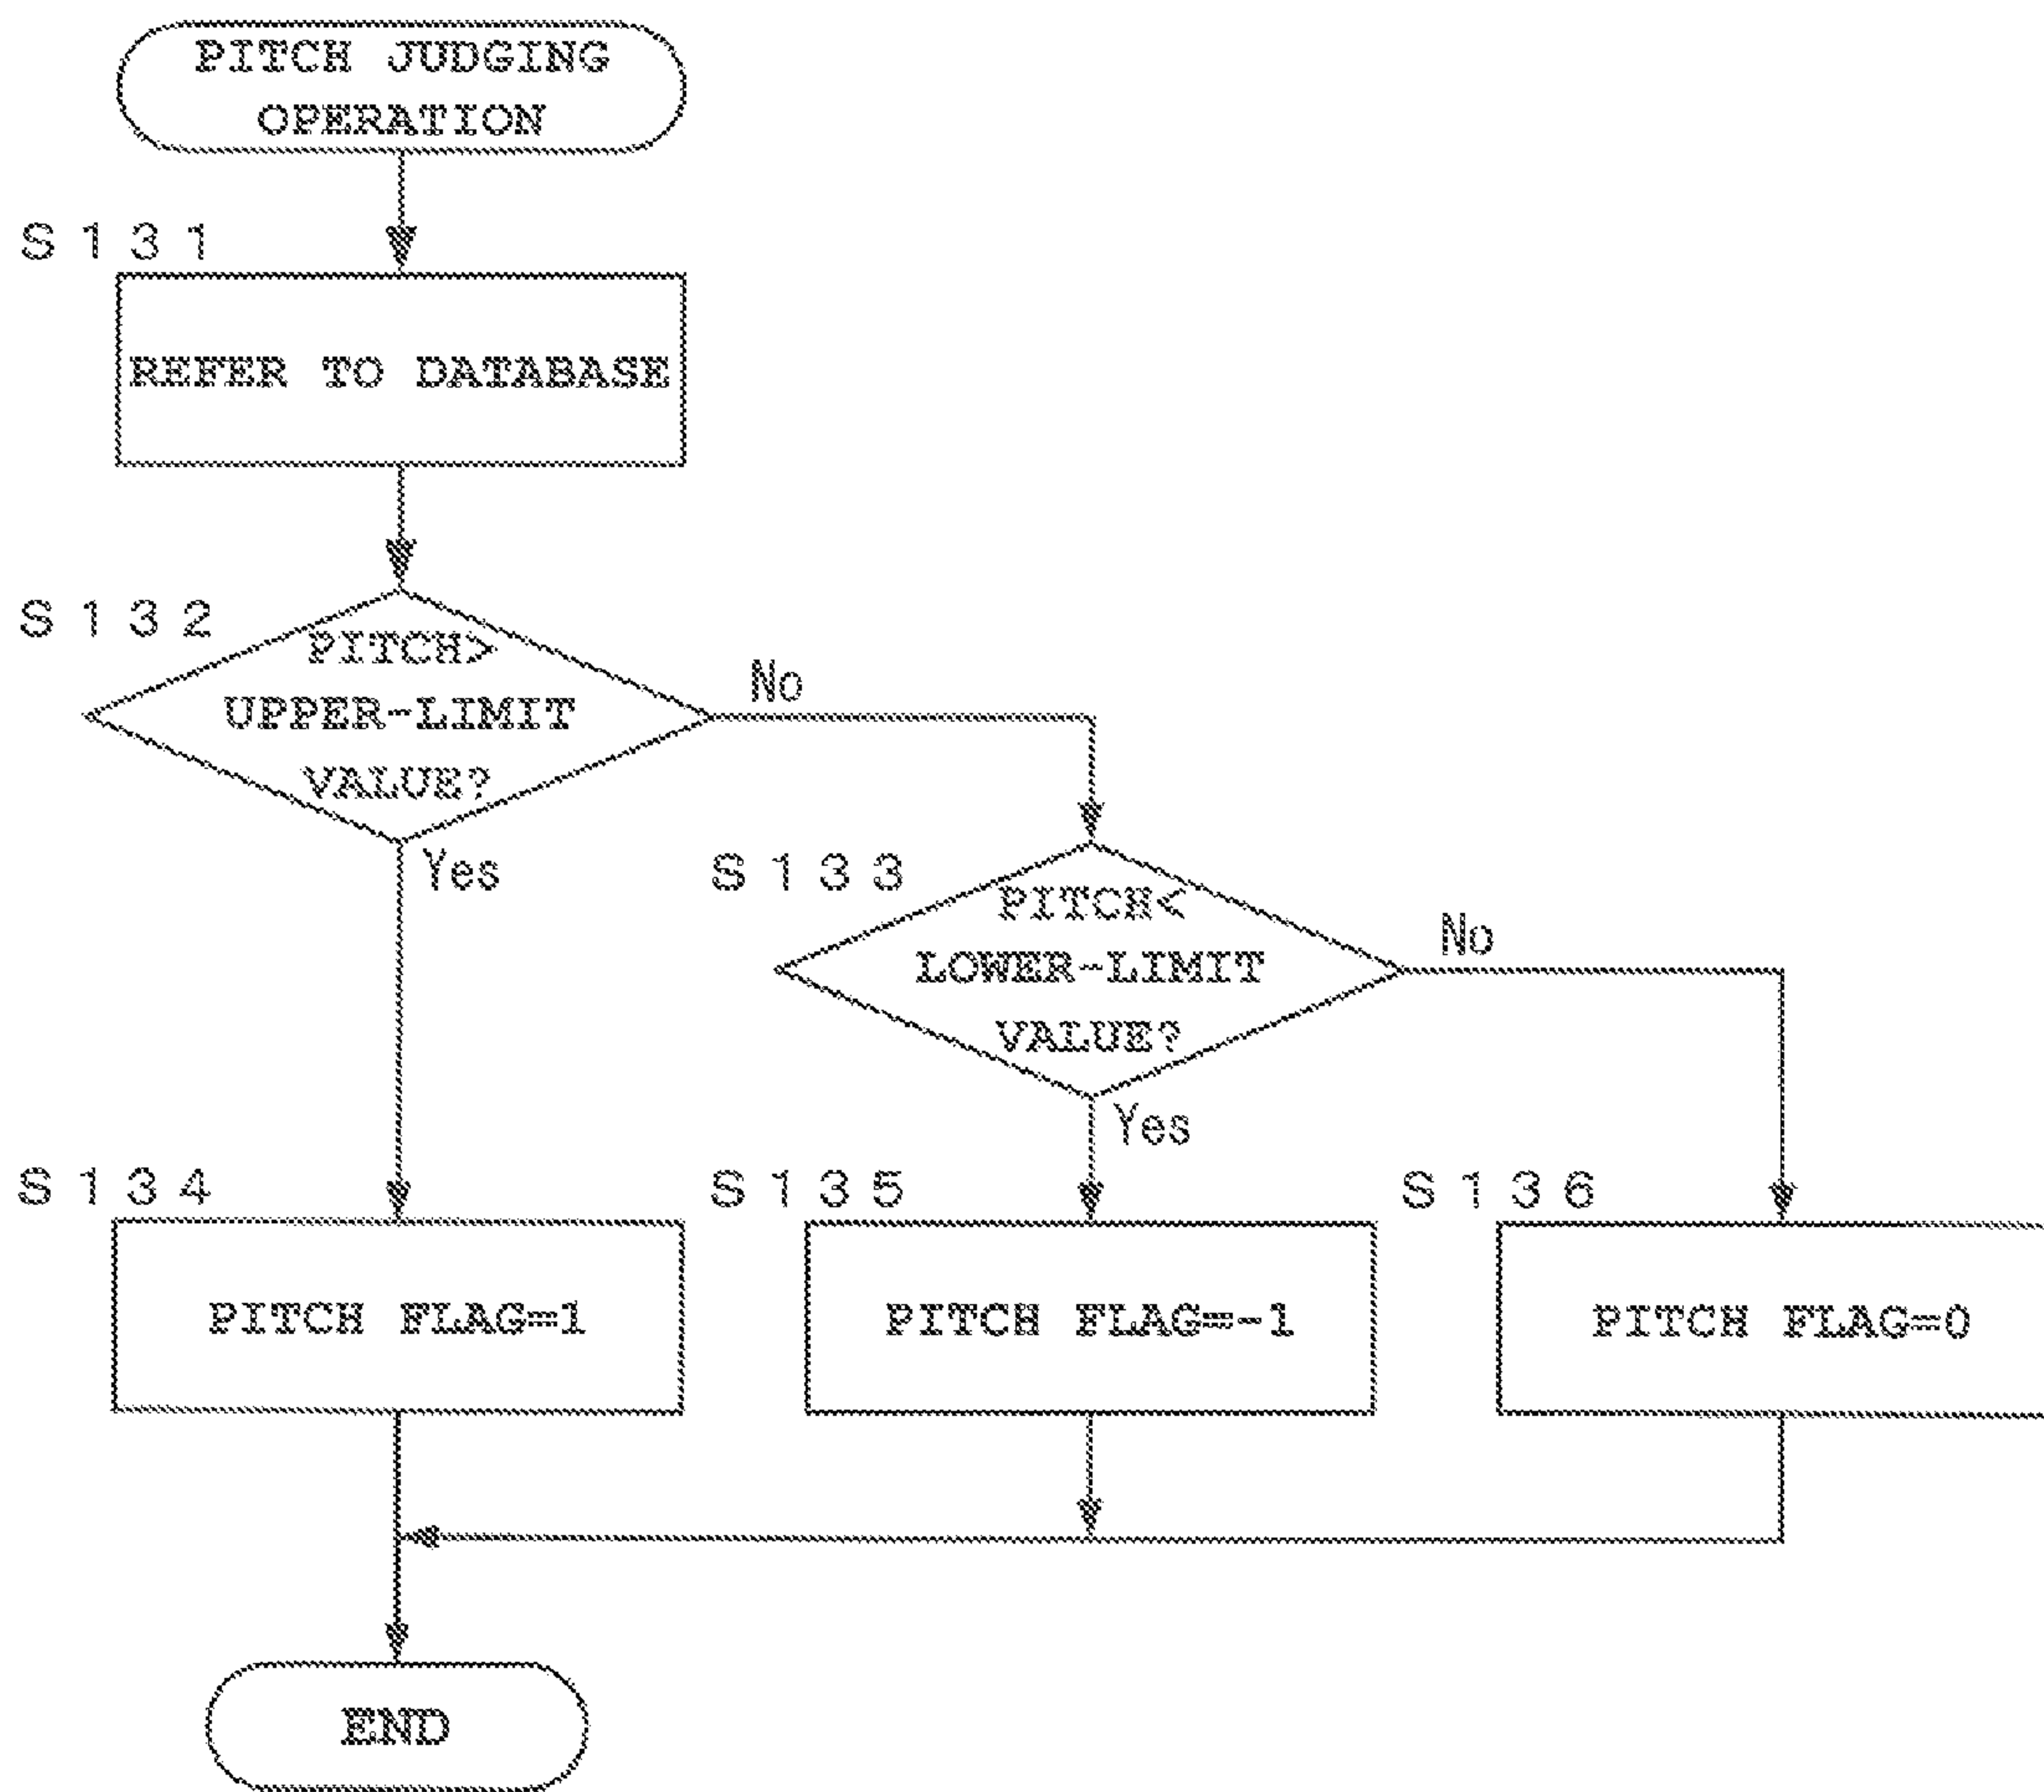 PITCH JUDGING
OPERATION
S131
REFER TO DATABASE
S132
PITCH>
UPPER-LIMIT
VALUE?
No
Yes
S133
PITCH<
LOWER-LIMIT
VALUE?
No
Yes
S134
PITCH FLAG=1
S135
PITCH FLAG=-1
S136
PITCH FLAG=0
END